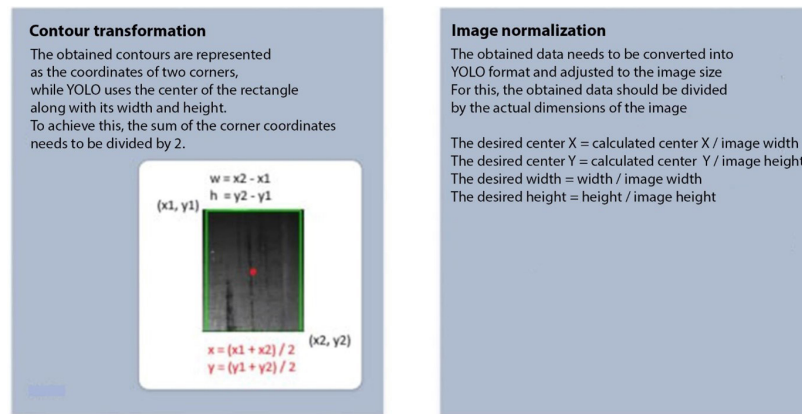 Contour transformation
The obtained contours are represented
as the coordinates of two corners,
while YOLO uses the center of the rectangle
along with its width and height.
To achieve this, the sum of the corner coordinates
needs to be divided by 2.
w = x2 - x1
h = y2 - y1
(x1, y1)
(x2, y2)
x = (x1 + x2) / 2
y = (y1 + y2) / 2
Image normalization
The obtained data needs to be converted into
YOLO format and adjusted to the image size
For this, the obtained data should be divided
by the actual dimensions of the image
The desired center X = calculated center X / image width
The desired center Y = calculated center Y / image height
The desired width = width / image width
The desired height = height / image height